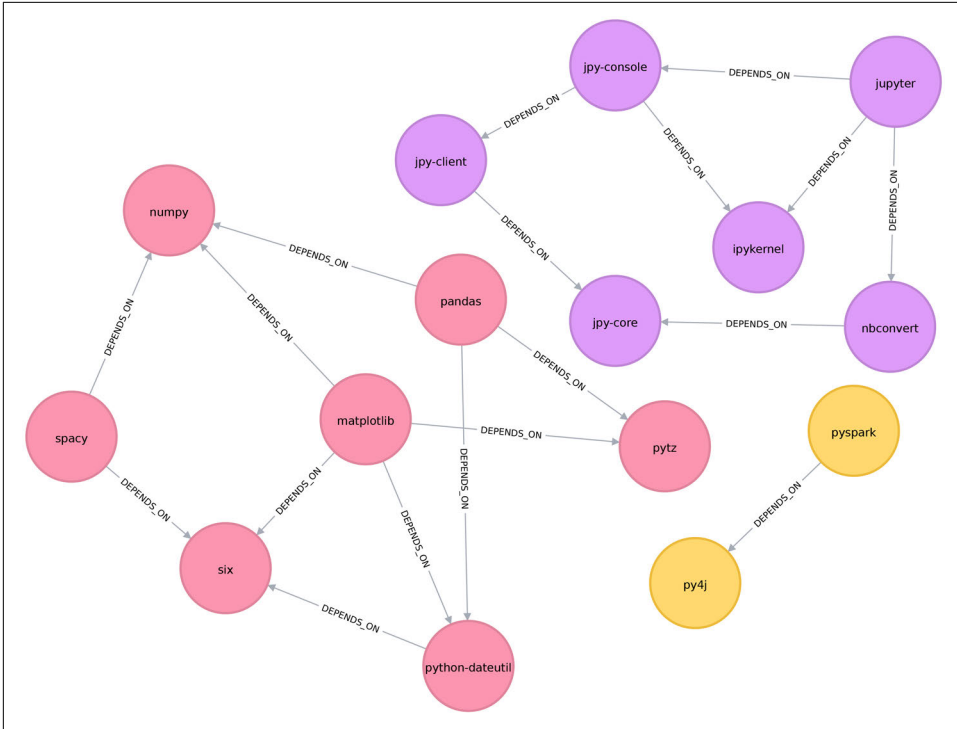 jpy-console
DEPENDS_ON
jupyter
DEPENDS_ON
jpy-client
DEPENDS_ON
DEPENDS_ON
DEPENDS_ON
numpy
DEPENDS_ON
ipykernel
DEPENDS_ON
pandas
jpy-core
DEPENDS_ON
nbconvert
DEPENDS_ON
DEPENDS_ON
DEPENDS_ON
spacy
matplotlib
DEPENDS_ON
pytz
pyspark
DEPENDS_ON
DEPENDS_ON
DEPENDS_ON
DEPENDS_ON
DEPENDS_ON
six
py4j
DEPENDS_ON
python-dateutil